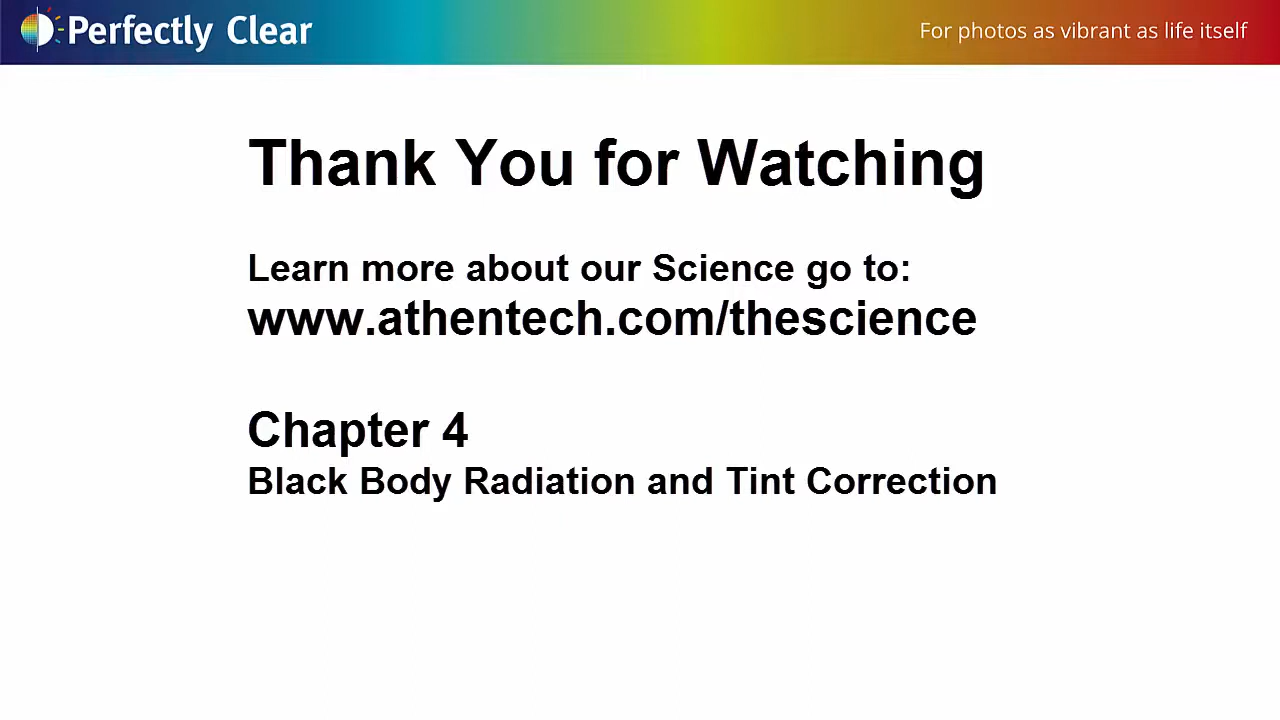 Perfectly Clear
For photos as vibrant as life itself
Thank You for Watching
Learn more about our Science go to:
www.athentech.com/thescience
Chapter 4
Black Body Radiation and Tint Correction